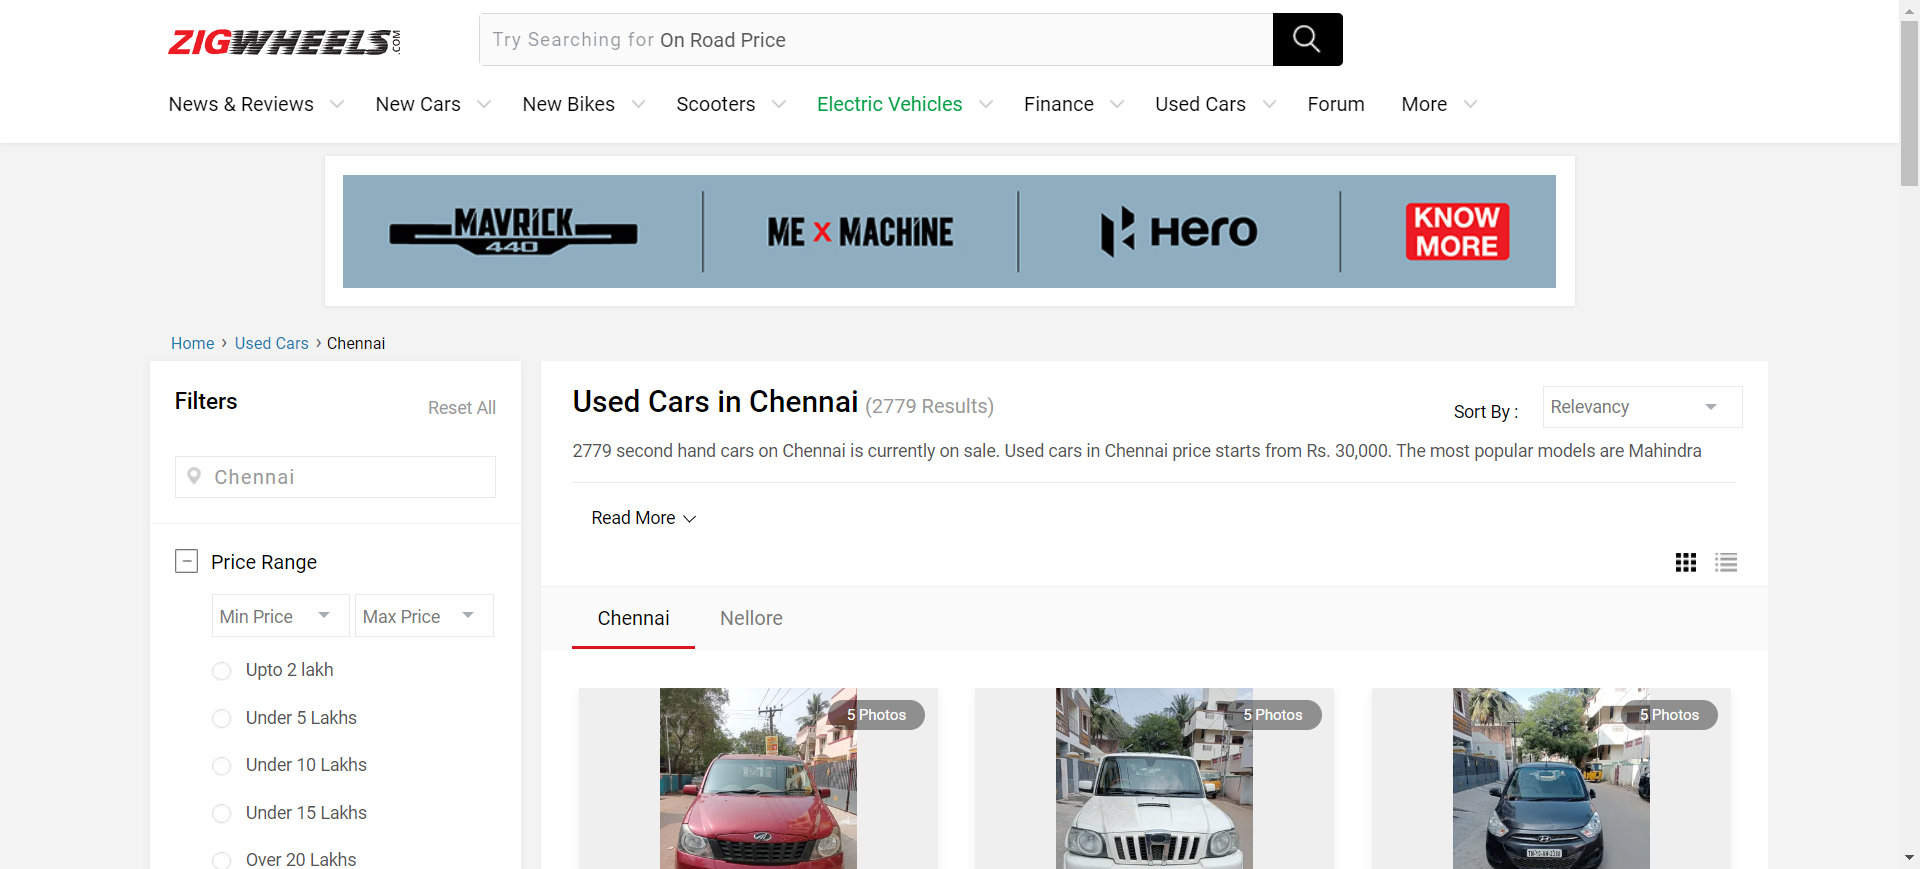 ZIGWHEELS.COM
Try Searching for On Road Price
News & Reviews New Cars New Bikes Scooters Electric Vehicles Finance Used Cars Forum More
MAVRICK 440 ME X MACHINE Hero KNOW MORE
Home › Used Cars › Chennai
Filters
Reset All
Chennai
Price Range
Min Price Max Price
Upto 2 lakh
Under 5 Lakhs
Under 10 Lakhs
Under 15 Lakhs
Over 20 Lakhs
Used Cars in Chennai (2779 Results)
Sort By : Relevancy
2779 second hand cars on Chennai is currently on sale. Used cars in Chennai price starts from Rs. 30,000. The most popular models are Mahindra
Read More
Chennai Nellore
5 Photos 5 Photos 5 Photos